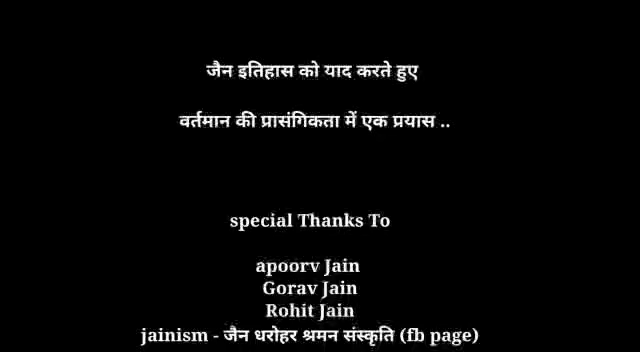 जैन इतिहास को याद करते हुए
वर्तमान की प्रासंगिकता में एक प्रयास ..
special Thanks To
apoorv Jain
Gorav Jain
Rohit Jain
jainism - जैन धरोहर श्रमन संस्कृति (fb page)